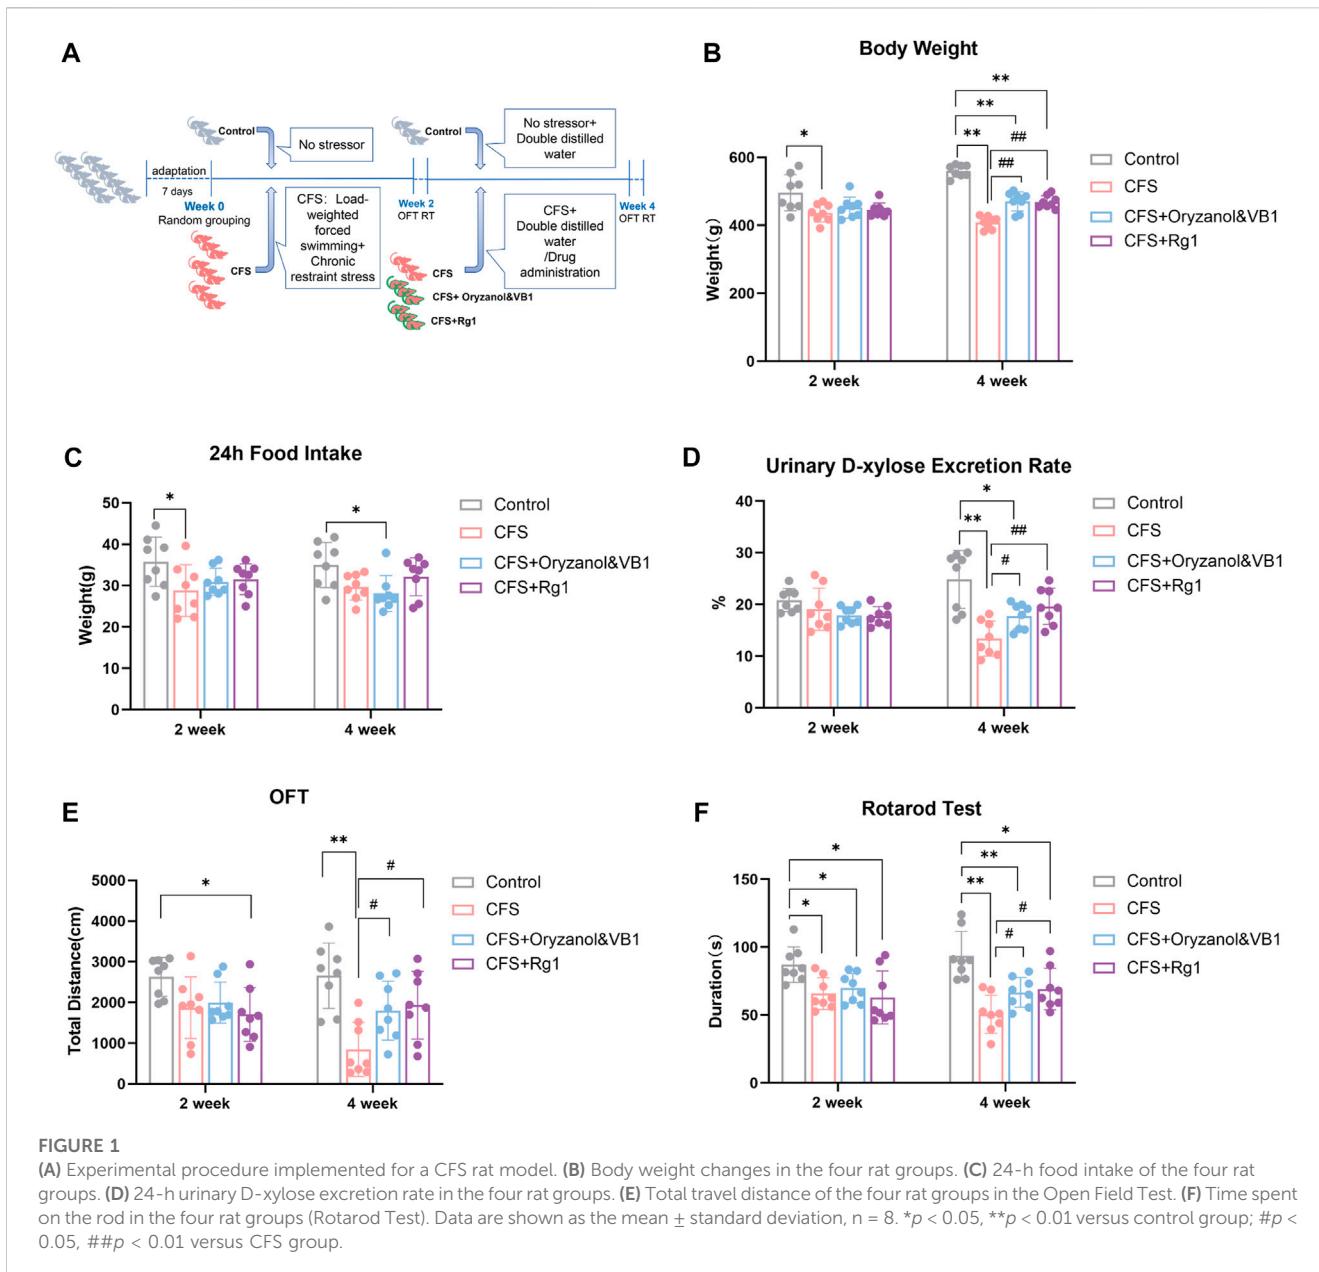 A
Control
No stressor
adaptation
7 days
Week 0
Random grouping
CFS
CFS: Load-
weighted
forced
swimming+
Chronic
restraint stress
Week 2
OFT RT
Control
No stressor+
Double distilled
water
CFS+
Double distilled
water
/Drug
administration
Week 4
OFT RT
CFS
CFS+ Oryzanol&VB1
CFS+Rg1
B
Body Weight
Weight(g)
600
400
200
0
*
**
**
**
##
##
2 week
4 week
Control
CFS
CFS+Oryzanol&VB1
CFS+Rg1
C
24h Food Intake
Weight(g)
50
40
30
20
10
0
*
*
2 week
4 week
Control
CFS
CFS+Oryzanol&VB1
CFS+Rg1
D
Urinary D-xylose Excretion Rate
%
40
30
20
10
0
*
**
##
#
2 week
4 week
Control
CFS
CFS+Oryzanol&VB1
CFS+Rg1
E
OFT
Total Distance(cm)
5000
4000
3000
2000
1000
0
*
**
#
#
2 week
4 week
Control
CFS
CFS+Oryzanol&VB1
CFS+Rg1
F
Rotarod Test
Duration(s)
150
100
50
0
*
*
*
*
**
**
#
#
2 week
4 week
Control
CFS
CFS+Oryzanol&VB1
CFS+Rg1
FIGURE 1
(A) Experimental procedure implemented for a CFS rat model. (B) Body weight changes in the four rat groups. (C) 24-h food intake of the four rat
groups. (D) 24-h urinary D-xylose excretion rate in the four rat groups. (E) Total travel distance of the four rat groups in the Open Field Test. (F) Time spent
on the rod in the four rat groups (Rotarod Test). Data are shown as the mean ± standard deviation, n = 8. *p < 0.05, **p < 0.01 versus control group; #p <
0.05, ##p < 0.01 versus CFS group.